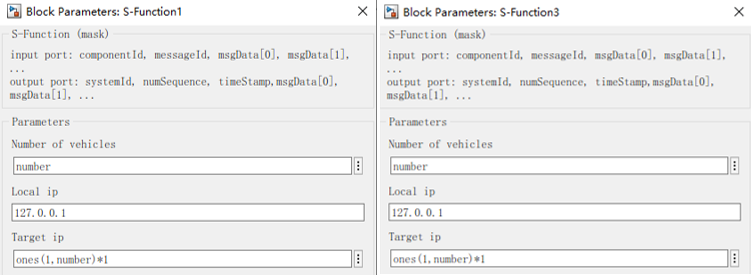 Block Parameters: S-Function1
S-Function (mask)
input port: componentId, messageId, msgData[0], msgData[1],
...
output port: systemId, numSequence, timeStamp,msgData[0],
msgData[1], ...
Parameters
Number of vehicles
number
Local ip
127.0.0.1
Target ip
ones(1,number)*1
Block Parameters: S-Function3
S-Function (mask)
input port: componentId, messageId, msgData[0], msgData[1],
...
output port: systemId, numSequence, timeStamp,msgData[0],
msgData[1], ...
Parameters
Number of vehicles
number
Local ip
127.0.0.1
Target ip
ones(1,number)*1